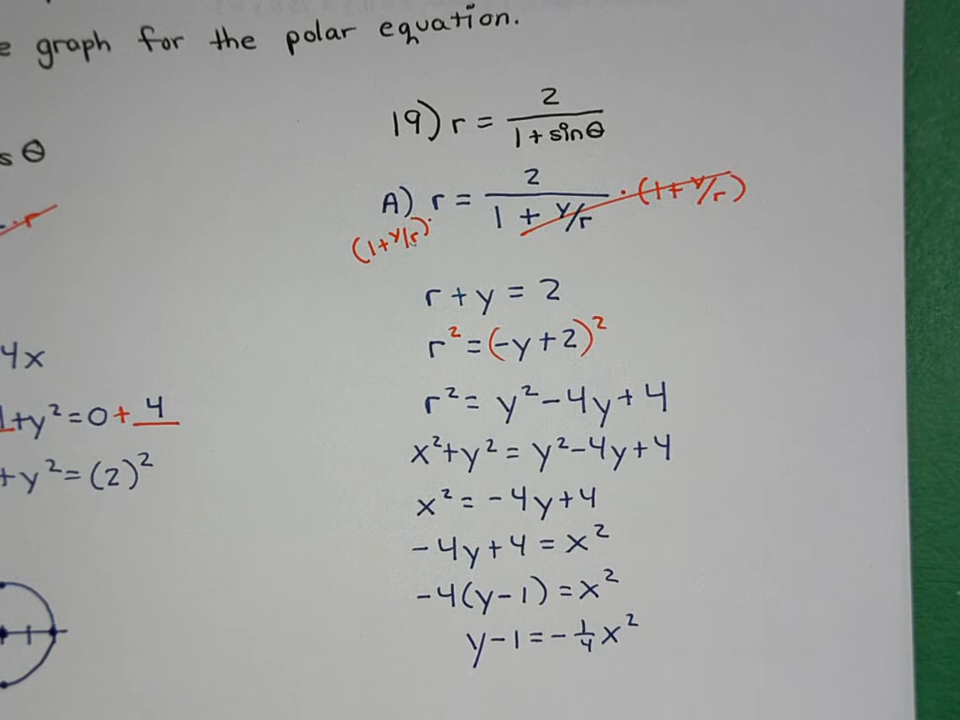 e graph for the polar equation.
s θ
· r
4x
1+y²=0+4
+y²=(2)²
19) r = 2/(1+sinθ)
A) r = 2/(1+y/r) · (1+y/r)
(1+y/r)·
r+y=2
r²=(-y+2)²
r²=y²-4y+4
x²+y²=y²-4y+4
x²=-4y+4
-4y+4=x²
-4(y-1)=x²
y-1=-1/4x²